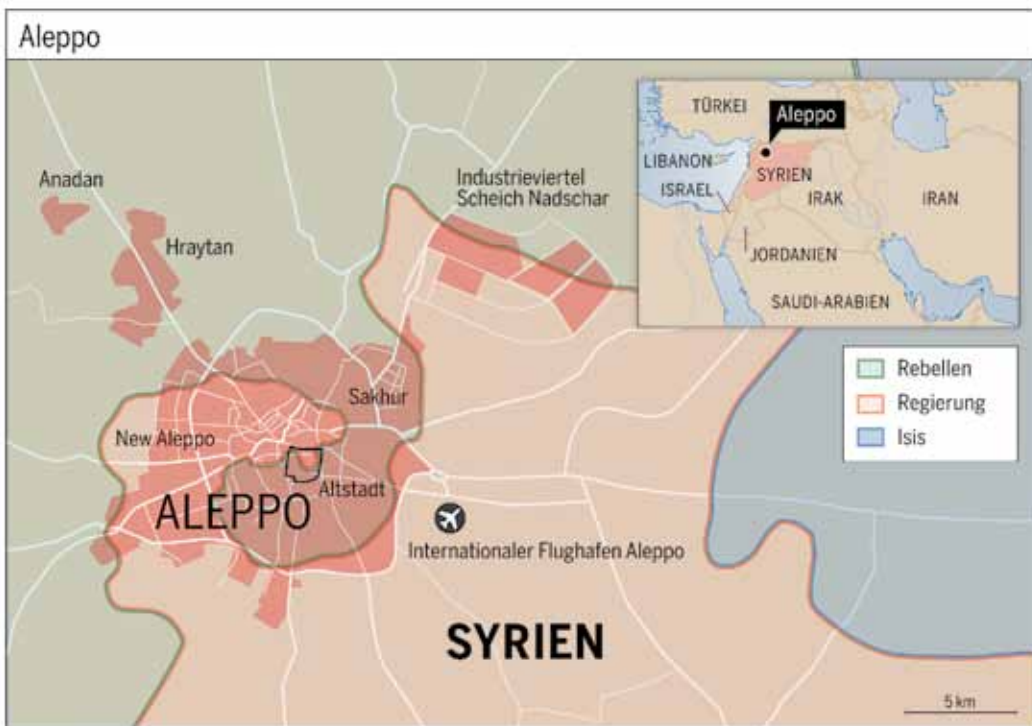 Aleppo
TÜRKEI
Aleppo
LIBANON
SYRIEN
ISRAEL
IRAK
IRAN
JORDANIEN
SAUDI-ARABIEN
Anadan
Hraytan
Industrieviertel
Scheich Nadschar
Rebellen
Regierung
Isis
Sakhur
New Aleppo
ALEPPO
Altstadt
Internationaler Flughafen Aleppo
SYRIEN
5 km